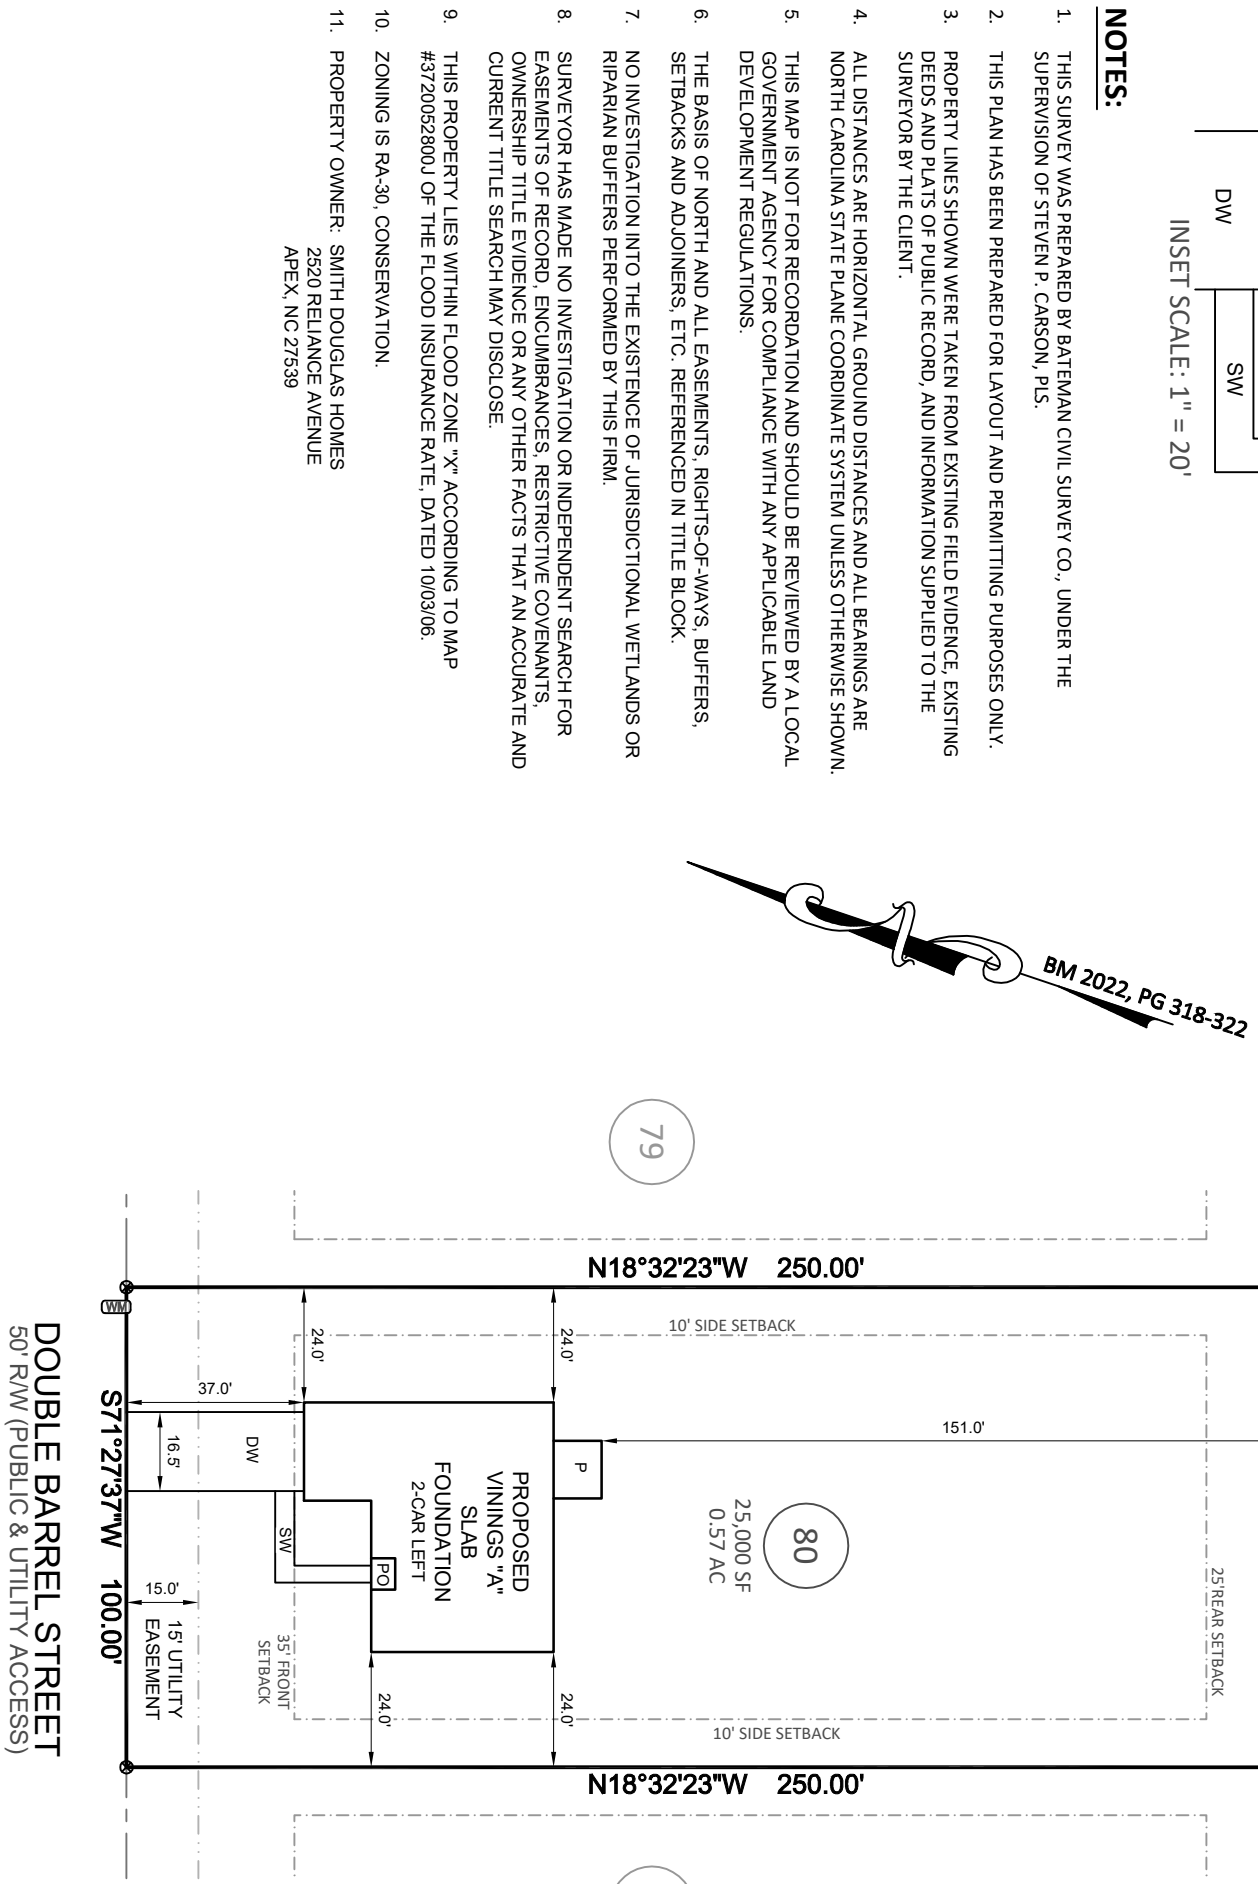 DW
SW
INSET SCALE: 1" = 20'
NOTES:
1. THIS SURVEY WAS PREPARED BY BATEMAN CIVIL SURVEY CO., UNDER THE
SUPERVISION OF STEVEN P. CARSON, PLS.
2. THIS PLAN HAS BEEN PREPARED FOR LAYOUT AND PERMITTING PURPOSES ONLY.
3. PROPERTY LINES SHOWN WERE TAKEN FROM EXISTING FIELD EVIDENCE, EXISTING
DEEDS AND PLATS OF PUBLIC RECORD, AND INFORMATION SUPPLIED TO THE
SURVEYOR BY THE CLIENT.
4. ALL DISTANCES ARE HORIZONTAL GROUND DISTANCES AND ALL BEARINGS ARE
NORTH CAROLINA STATE PLANE COORDINATE SYSTEM UNLESS OTHERWISE SHOWN.
5. THIS MAP IS NOT FOR RECORDATION AND SHOULD BE REVIEWED BY A LOCAL
GOVERNMENT AGENCY FOR COMPLIANCE WITH ANY APPLICABLE LAND
DEVELOPMENT REGULATIONS.
6. THE BASIS OF NORTH AND ALL EASEMENTS, RIGHTS-OF-WAYS, BUFFERS,
SETBACKS AND ADJOINERS, ETC. REFERENCED IN TITLE BLOCK.
7. NO INVESTIGATION INTO THE EXISTENCE OF JURISDICTIONAL WETLANDS OR
RIPARIAN BUFFERS PERFORMED BY THIS FIRM.
8. SURVEYOR HAS MADE NO INVESTIGATION OR INDEPENDENT SEARCH FOR
EASEMENTS OF RECORD, ENCUMBRANCES, RESTRICTIVE COVENANTS,
OWNERSHIP TITLE EVIDENCE OR ANY OTHER FACTS THAT AN ACCURATE AND
CURRENT TITLE SEARCH MAY DISCLOSE.
9. THIS PROPERTY LIES WITHIN FLOOD ZONE "X" ACCORDING TO MAP
#3720052800J OF THE FLOOD INSURANCE RATE, DATED 10/03/06.
10. ZONING IS RA-30, CONSERVATION.
11. PROPERTY OWNER: SMITH DOUGLAS HOMES
2520 RELIANCE AVENUE
APEX, NC 27539
BM 2022, PG 318-322
79
N18°32'23"W 250.00'
10' SIDE SETBACK
25'REAR SETBACK
151.0'
24.0'
24.0'
P
80
25,000 SF
0.57 AC
PROPOSED
VININGS "A"
SLAB
FOUNDATION
2-CAR LEFT
PO
SW
DW
37.0'
16.5'
24.0'
24.0'
10' SIDE SETBACK
N18°32'23"W 250.00'
35' FRONT
SETBACK
15.0'
15' UTILITY
EASEMENT
WM
S71°27'37"W 100.00'
DOUBLE BARREL STREET
50' R/W (PUBLIC & UTILITY ACCESS)